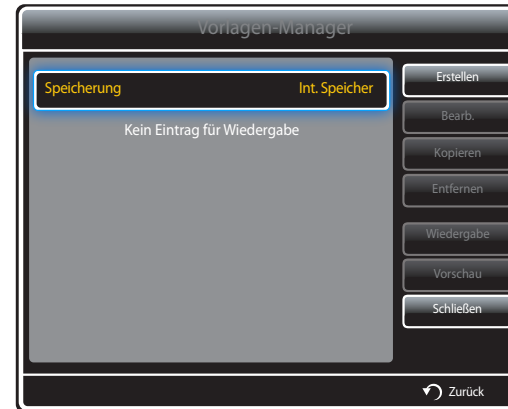 Vorlagen-Manager
Speicherung Int. Speicher
Kein Eintrag für Wiedergabe
Erstellen
Bearb.
Kopieren
Entfernen
Wiedergabe
Vorschau
Schließen
Zurück